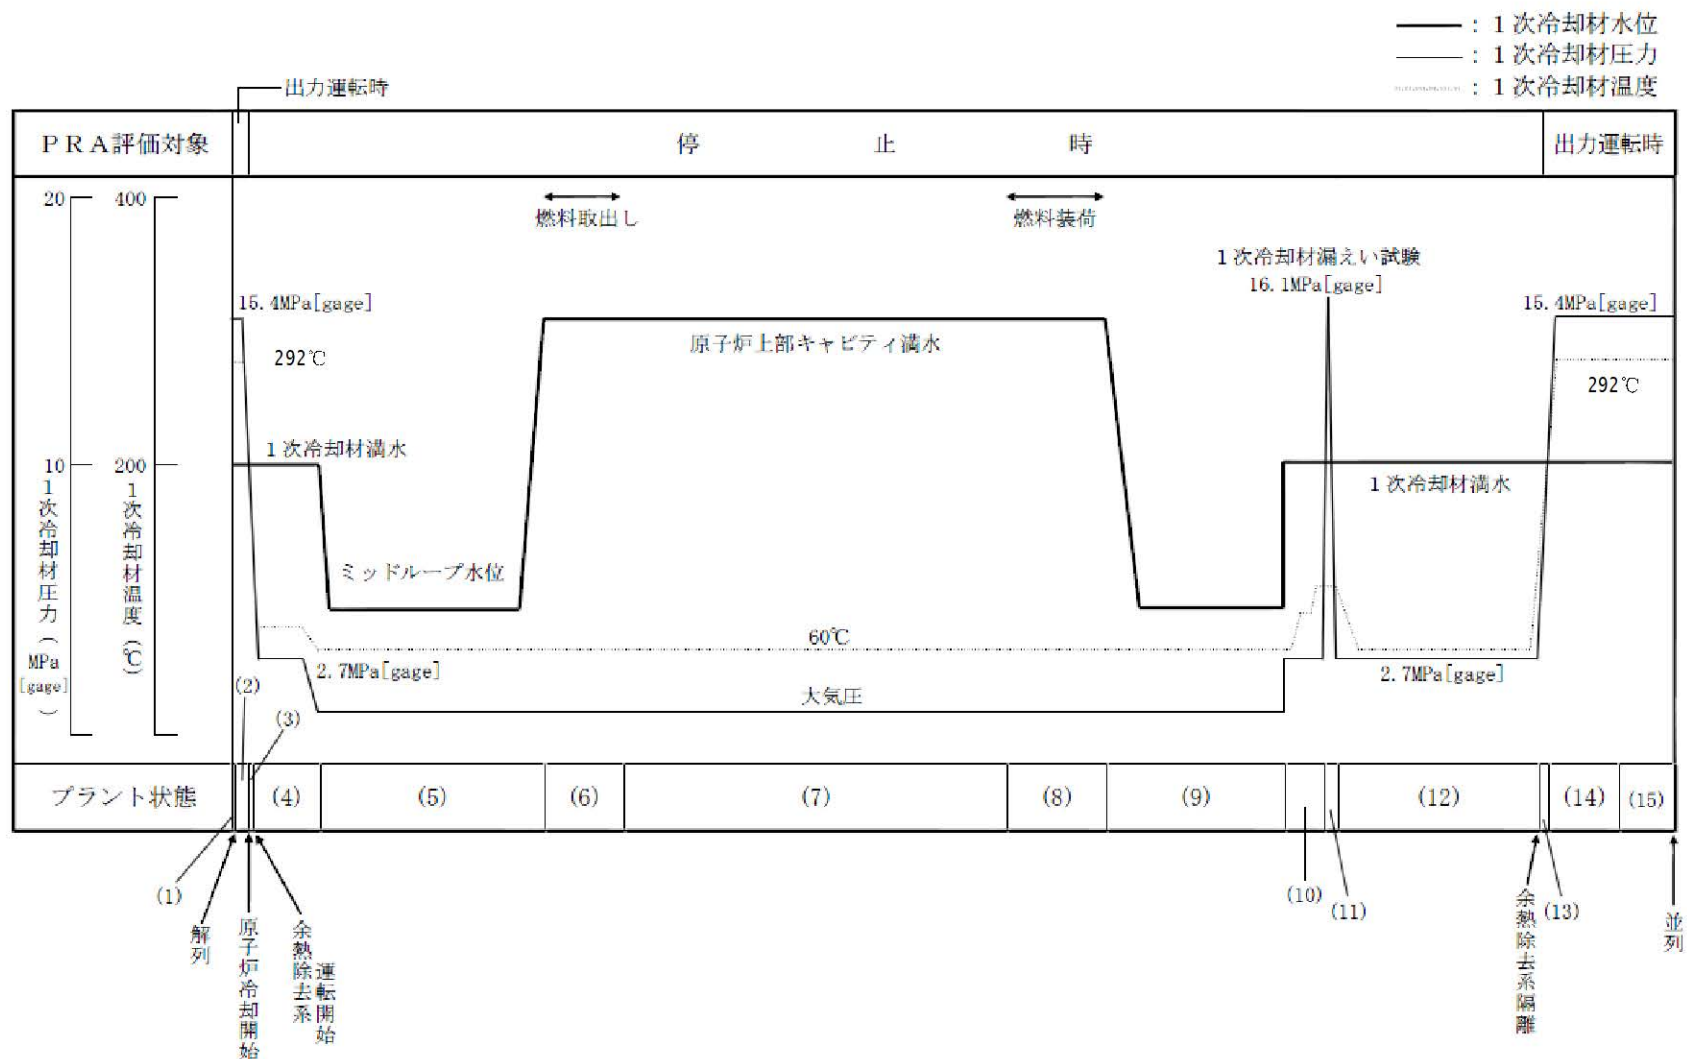 ：１次冷却材水位
：１次冷却材圧力
：１次冷却材温度
出力運転時
ＰＲＡ評価対象
停止時
出力運転時
20
400
燃料取出し
燃料装荷
１次冷却材漏えい試験
16.1MPa[gage]
15.4MPa[gage]
15.4MPa[gage]
原子炉上部キャビティ満水
292℃
292℃
１次冷却材満水
10
200
１次冷却材満水
１次冷却材圧力（MPa[gage]）
１次冷却材温度（℃）
ミッドループ水位
60℃
2.7MPa[gage]
2.7MPa[gage]
大気圧
(2)
(3)
プラント状態
(4)
(5)
(6)
(7)
(8)
(9)
(12)
(14)
(15)
(1)
(10)
(11)
(13)
解列
原子炉冷却開始
余熱除去系
運転開始
余熱除去系隔離
並列